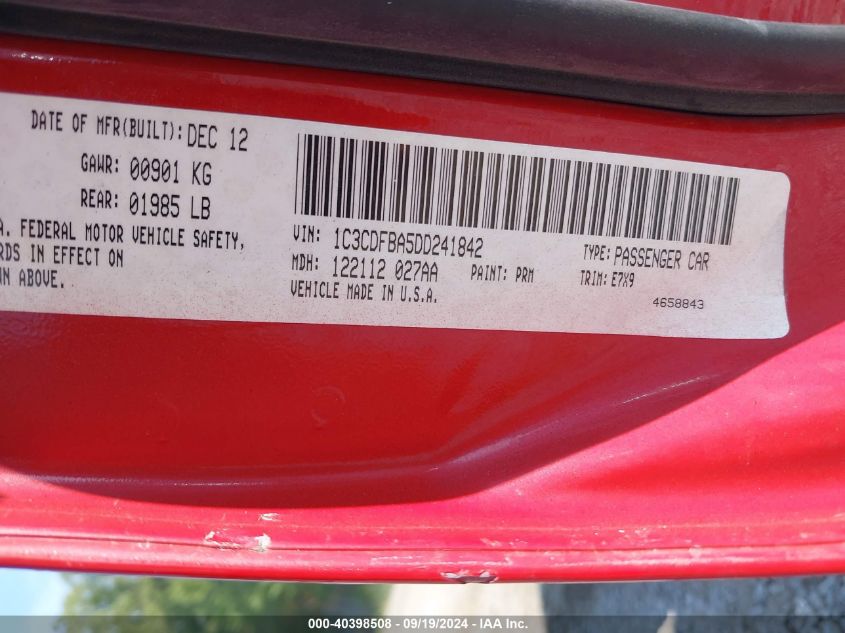 DATE OF MFR(BUILT): DEC 12
GAWR: 00901 KG
REAR: 01985 LB
A. FEDERAL MOTOR VEHICLE SAFETY,
RDS IN EFFECT ON
N ABOVE.
VIN: 1C3CDFBA5DD241842
TYPE: PASSENGER CAR
MDH: 122112 027AA
PAINT: PRM
TRIM: E7X9
VEHICLE MADE IN U.S.A.
4658843
000-40398508 - 09/19/2024 - IAA Inc.